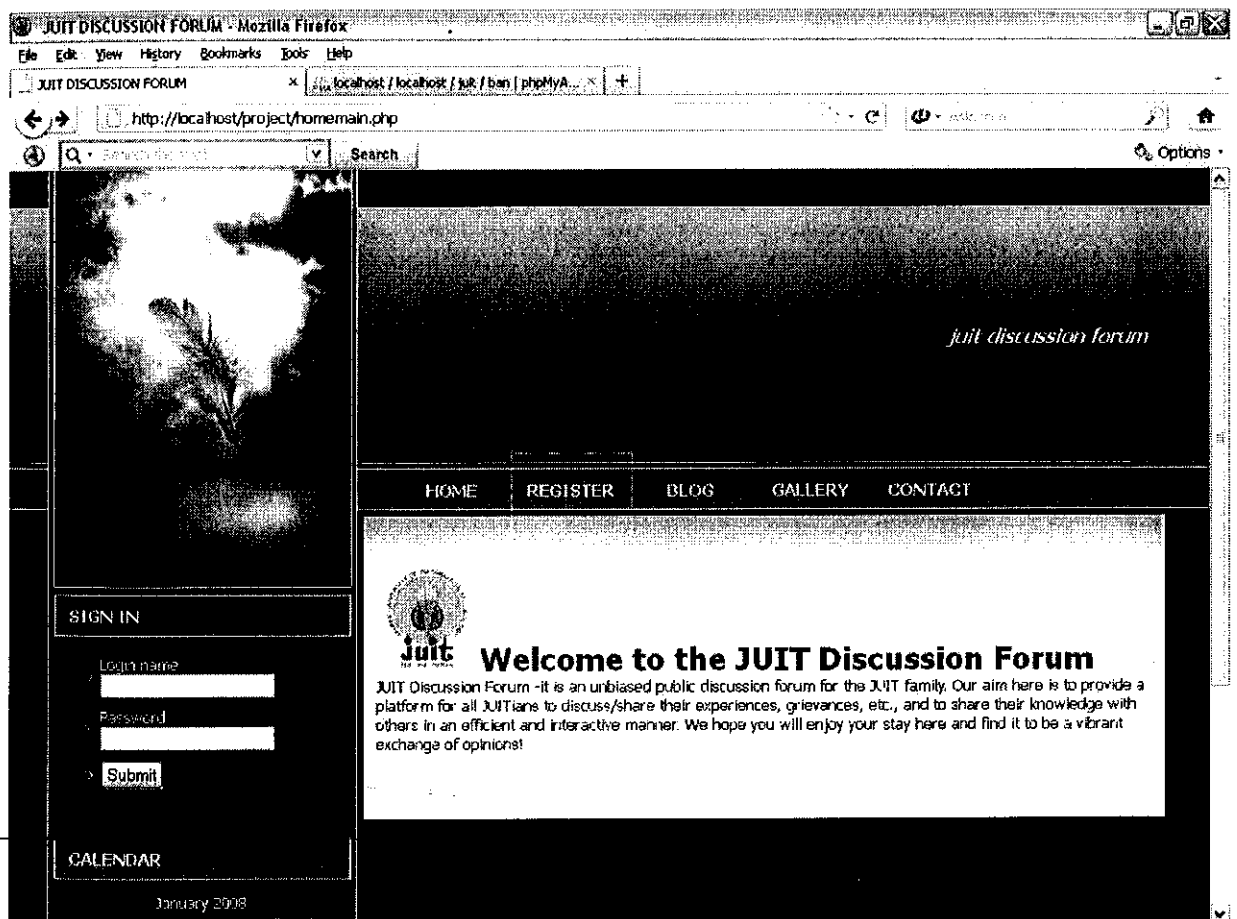 JUIT DISCUSSION FORUM - Mozilla Firefox
File Edit View History Bookmarks Tools Help
JUIT DISCUSSION FORUM × localhost / localhost / / ban | phpMyA... × +
http://localhost/project/homemain.php
Search Options
juit discussion forum
HOME REGISTER BLOG GALLERY CONTACT
SIGN IN
Login name
Password
Submit
juit
Welcome to the JUIT Discussion Forum
JUIT Discussion Forum -it is an unbiased public discussion forum for the JUIT family. Our aim here is to provide a
platform for all JUITians to discuss/share their experiences, grievances, etc., and to share their knowledge with
others in an efficient and interactive manner. We hope you will enjoy your stay here and find it to be a vibrant
exchange of opinions!
CALENDAR
January 2008